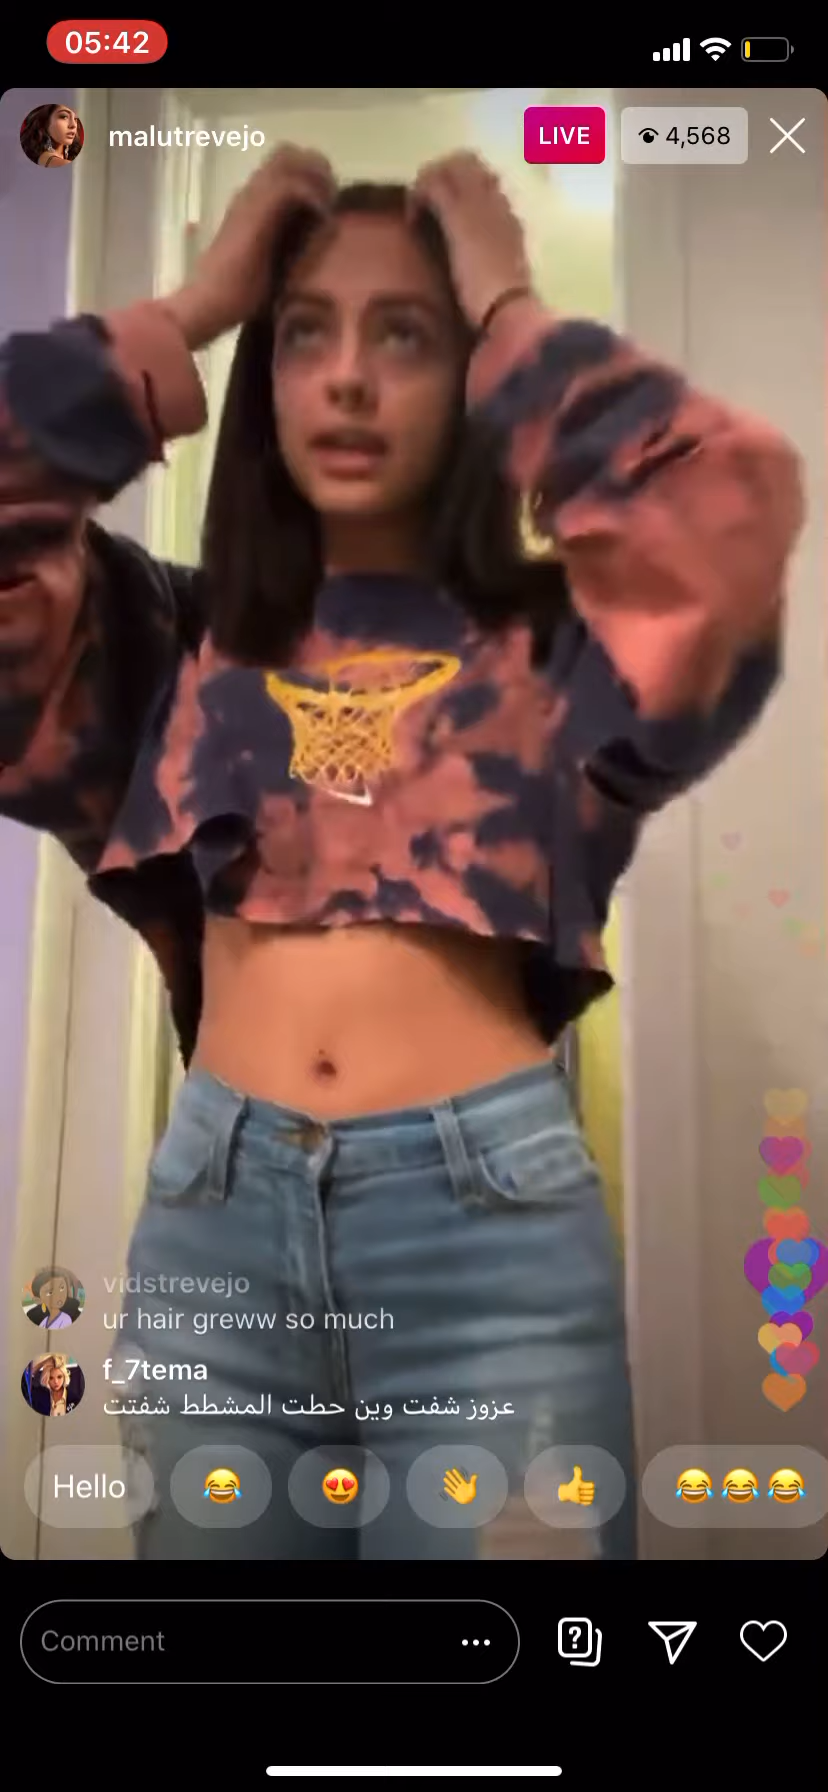 05:42
malutrevejo
LIVE
4,568
vidstrevejo
ur hair greww so much
f_7tema
عزوز شفت وين حطت المشطط شفتت
Hello
Comment